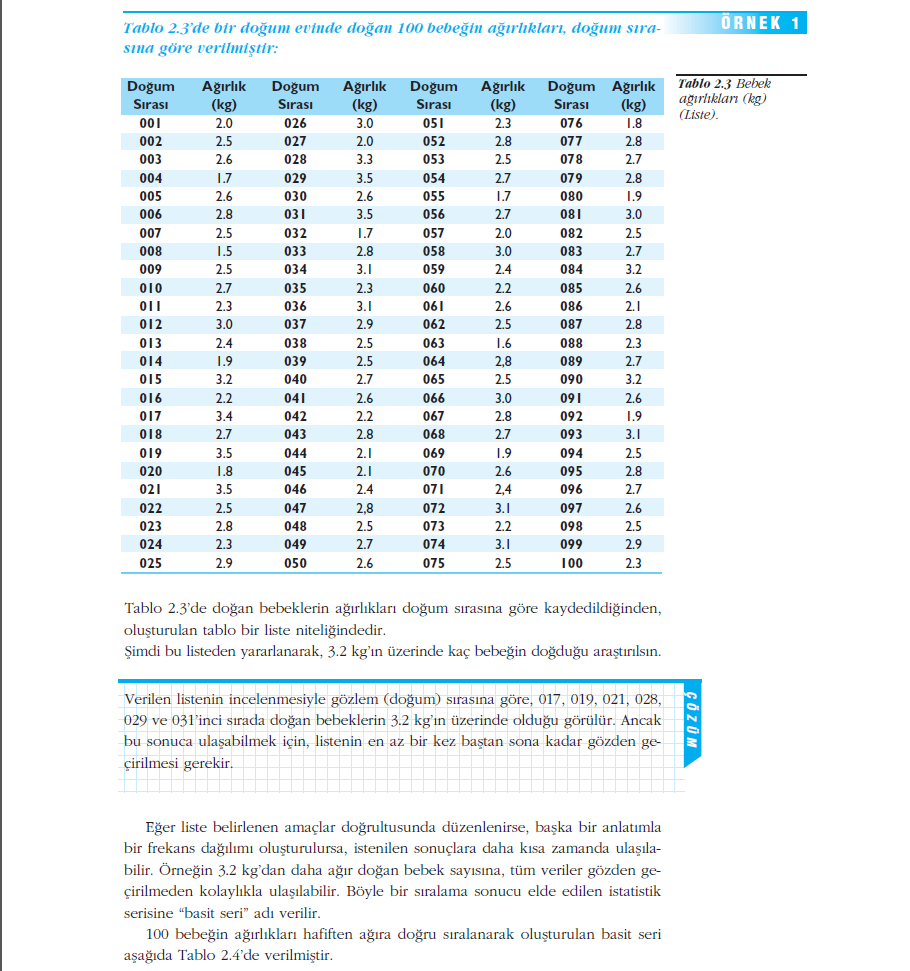 ÖRNEK 1
Tablo 2.3'de bir doğum evinde doğan 100 bebeğin ağırlıkları, doğum sıra-
sına göre verilmiştir:
Doğum Ağırlık Doğum Ağırlık Doğum Ağırlık Doğum Ağırlık
Sırası (kg) Sırası (kg) Sırası (kg) Sırası (kg)
001 2.0 026 3.0 051 2.3 076 1.8
002 2.5 027 2.0 052 2.8 077 2.8
003 2.6 028 3.3 053 2.5 078 2.7
004 1.7 029 3.5 054 2.7 079 2.8
005 2.6 030 2.6 055 1.7 080 1.9
006 2.8 031 3.5 056 2.7 081 3.0
007 2.5 032 1.7 057 2.0 082 2.5
008 1.5 033 2.8 058 3.0 083 2.7
009 2.5 034 3.1 059 2.4 084 3.2
010 2.7 035 2.3 060 2.2 085 2.6
011 2.3 036 3.1 061 2.6 086 2.1
012 3.0 037 2.9 062 2.5 087 2.8
013 2.4 038 2.5 063 1.6 088 2.3
014 1.9 039 2.5 064 2,8 089 2.7
015 3.2 040 2.7 065 2.5 090 3.2
016 2.2 041 2.6 066 3.0 091 2.6
017 3.4 042 2.2 067 2.8 092 1.9
018 2.7 043 2.8 068 2.7 093 3.1
019 3.5 044 2.1 069 1.9 094 2.5
020 1.8 045 2.1 070 2.6 095 2.8
021 3.5 046 2.4 071 2,4 096 2.7
022 2.5 047 2,8 072 3.1 097 2.6
023 2.8 048 2.5 073 2.2 098 2.5
024 2.3 049 2.7 074 3.1 099 2.9
025 2.9 050 2.6 075 2.5 100 2.3
Tablo 2.3 Bebek
ağırlıkları (kg)
(Liste).
Tablo 2.3'de doğan bebeklerin ağırlıkları doğum sırasına göre kaydedildiğinden,
oluşturulan tablo bir liste niteliğindedir.
Şimdi bu listeden yararlanarak, 3.2 kg'ın üzerinde kaç bebeğin doğduğu araştırılsın.
Verilen listenin incelenmesiyle gözlem (doğum) sırasına göre, 017, 019, 021, 028,
029 ve 031'inci sırada doğan bebeklerin 3.2 kg'ın üzerinde olduğu görülür. Ancak
bu sonuca ulaşabilmek için, listenin en az bir kez baştan sona kadar gözden ge-
çirilmesi gerekir.
ÇÖZÜM
Eğer liste belirlenen amaçlar doğrultusunda düzenlenirse, başka bir anlatımla
bir frekans dağılımı oluşturulursa, istenilen sonuçlara daha kısa zamanda ulaşıla-
bilir. Örneğin 3.2 kg'dan daha ağır doğan bebek sayısına, tüm veriler gözden ge-
çirilmeden kolaylıkla ulaşılabilir. Böyle bir sıralama sonucu elde edilen istatistik
serisine “basit seri” adı verilir.
100 bebeğin ağırlıkları hafiften ağıra doğru sıralanarak oluşturulan basit seri
aşağıda Tablo 2.4'de verilmiştir.